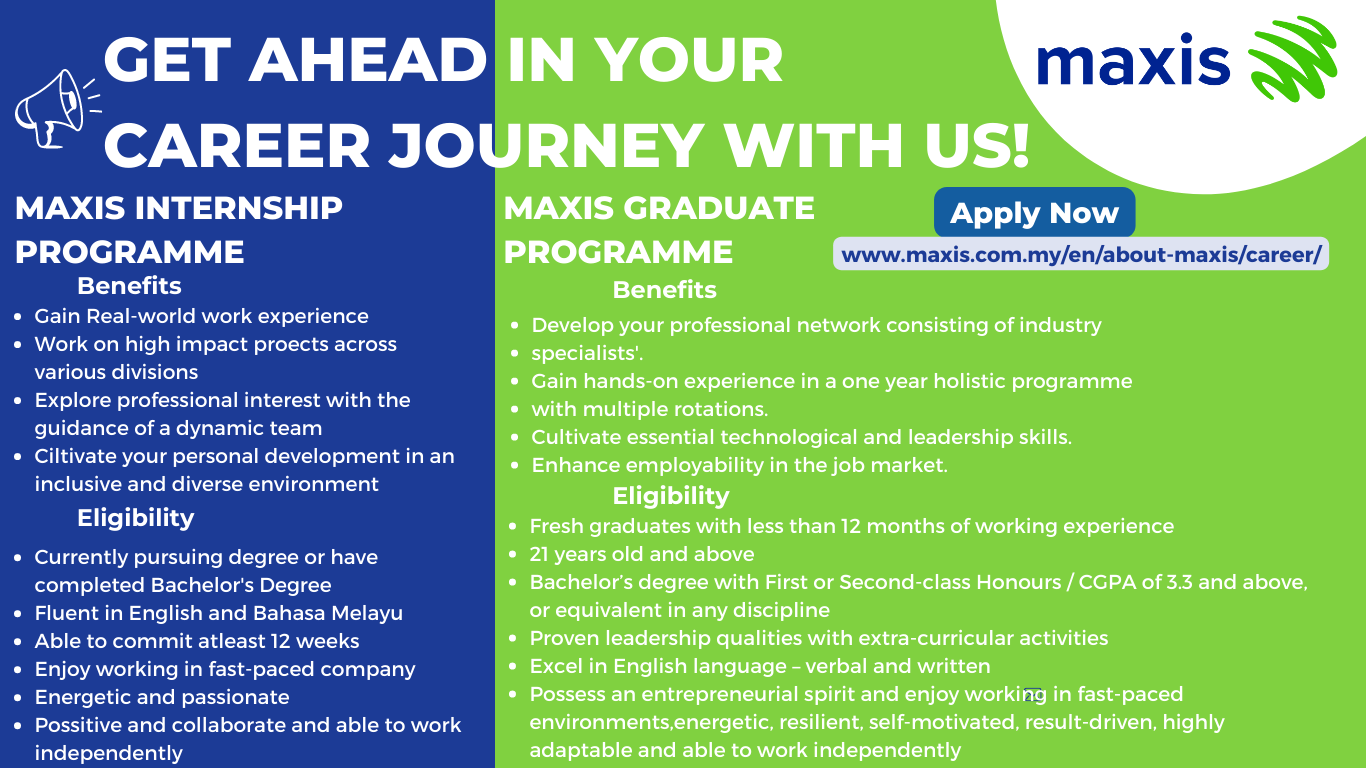 GET AHEAD IN YOUR
CAREER JOURNEY WITH US!
maxis
MAXIS INTERNSHIP
PROGRAMME
Benefits
• Gain Real-world work experience
• Work on high impact proects across
various divisions
• Explore professional interest with the
guidance of a dynamic team
• Ciltivate your personal development in an
inclusive and diverse environment
Eligibility
• Currently pursuing degree or have
completed Bachelor's Degree
• Fluent in English and Bahasa Melayu
• Able to commit atleast 12 weeks
• Enjoy working in fast-paced company
• Energetic and passionate
• Possitive and collaborate and able to work
independently
MAXIS GRADUATE
PROGRAMME
Apply Now
www.maxis.com.my/en/about-maxis/career/
Benefits
• Develop your professional network consisting of industry
• specialists'.
• Gain hands-on experience in a one year holistic programme
• with multiple rotations.
• Cultivate essential technological and leadership skills.
• Enhance employability in the job market.
Eligibility
• Fresh graduates with less than 12 months of working experience
• 21 years old and above
• Bachelor’s degree with First or Second-class Honours / CGPA of 3.3 and above,
or equivalent in any discipline
• Proven leadership qualities with extra-curricular activities
• Excel in English language – verbal and written
• Possess an entrepreneurial spirit and enjoy working in fast-paced
environments,energetic, resilient, self-motivated, result-driven, highly
adaptable and able to work independently